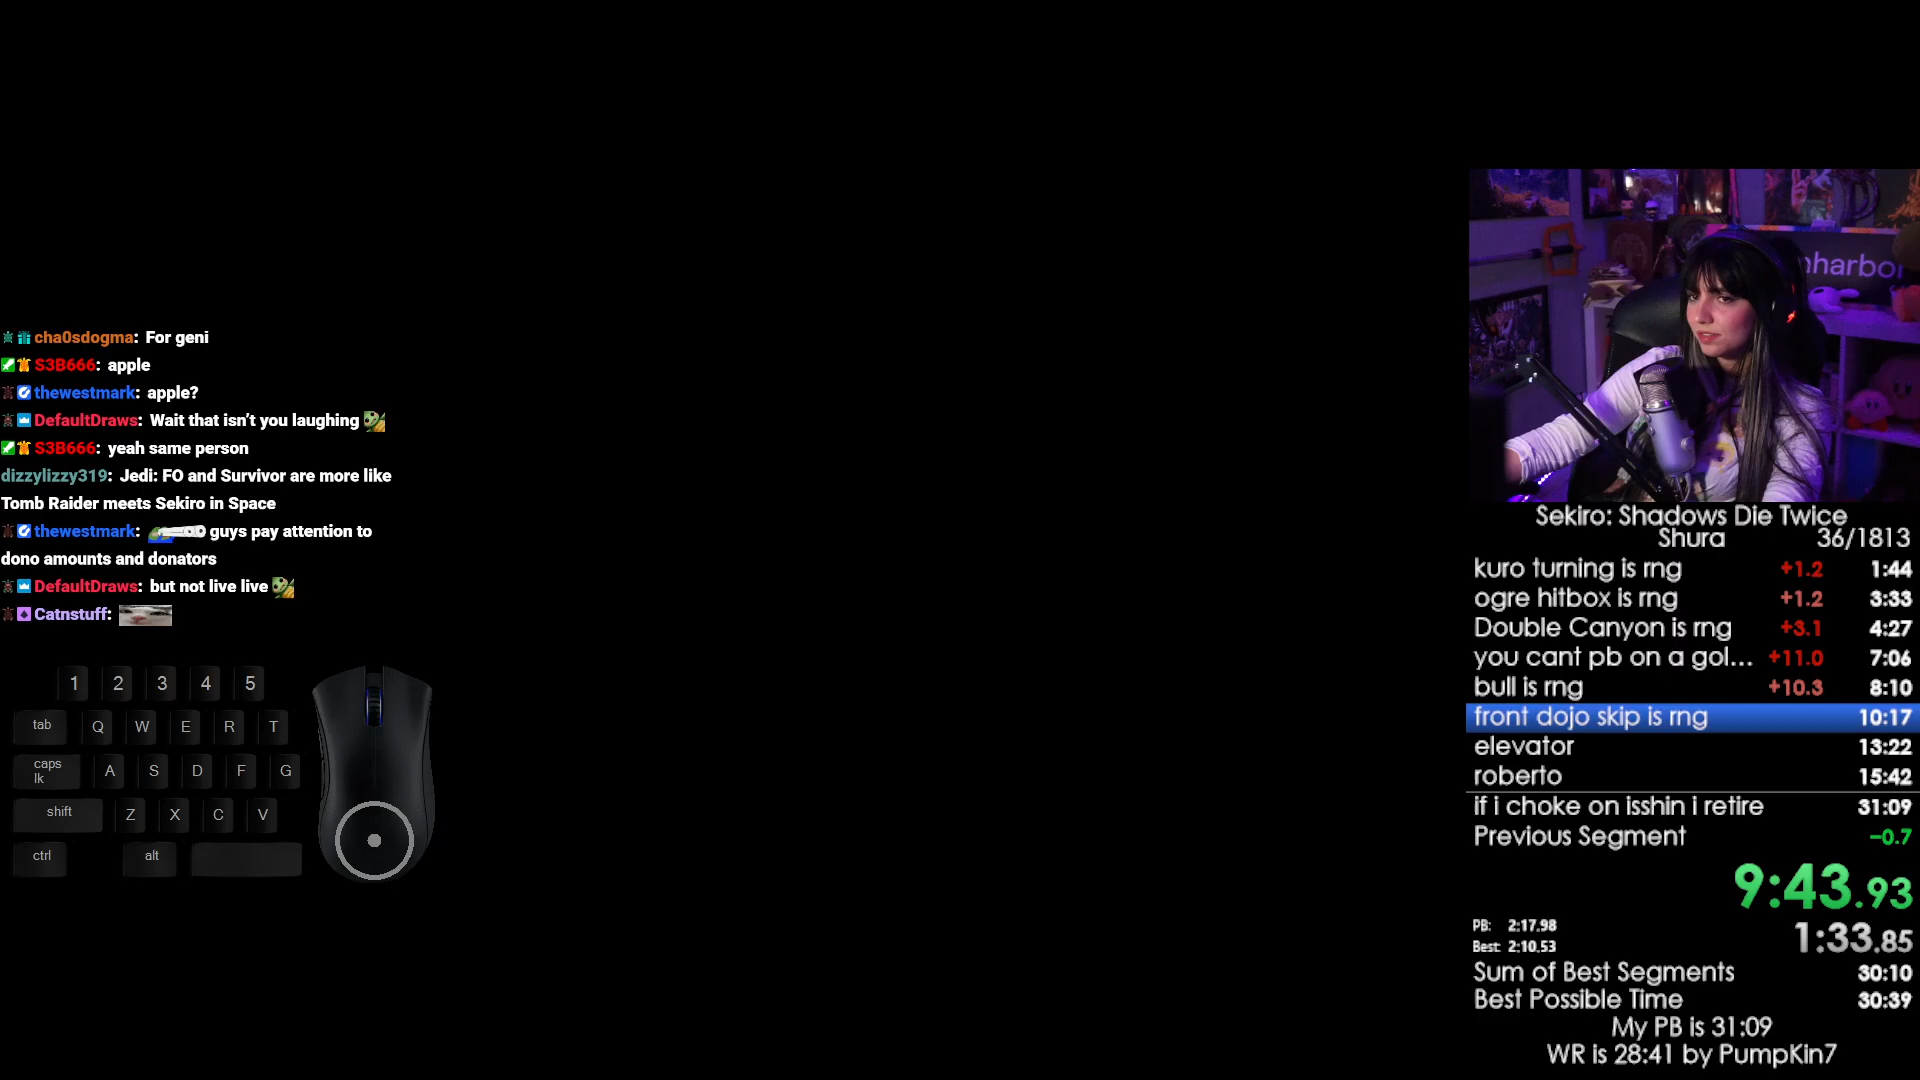 cha0sdogma: For geni
S3B666: apple
thewestmark: apple?
DefaultDraws: Wait that isn't you laughing
S3B666: yeah same person
dizzylizzy319: Jedi: FO and Survivor are more like
Tomb Raider meets Sekiro in Space
thewestmark: guys pay attention to
dono amounts and donators
DefaultDraws: but not live live
Catnstuff:
1 2 3 4 5
tab Q W E R T
caps lk A S D F G
shift Z X C V
ctrl alt
harbor
Sekiro: Shadows Die Twice
Shura 36/1813
kuro turning is rng +1.2 1:44
ogre hitbox is rng +1.2 3:33
Double Canyon is rng +3.1 4:27
you cant pb on a gol... +11.0 7:06
bull is rng +10.3 8:10
front dojo skip is rng 10:17
elevator 13:22
roberto 15:42
if i choke on isshin i retire 31:09
Previous Segment −0.7
9:43.93
PB: 2:17.98
Best: 2:10.53
1:33.85
Sum of Best Segments 30:10
Best Possible Time 30:39
My PB is 31:09
WR is 28:41 by PumpKin7